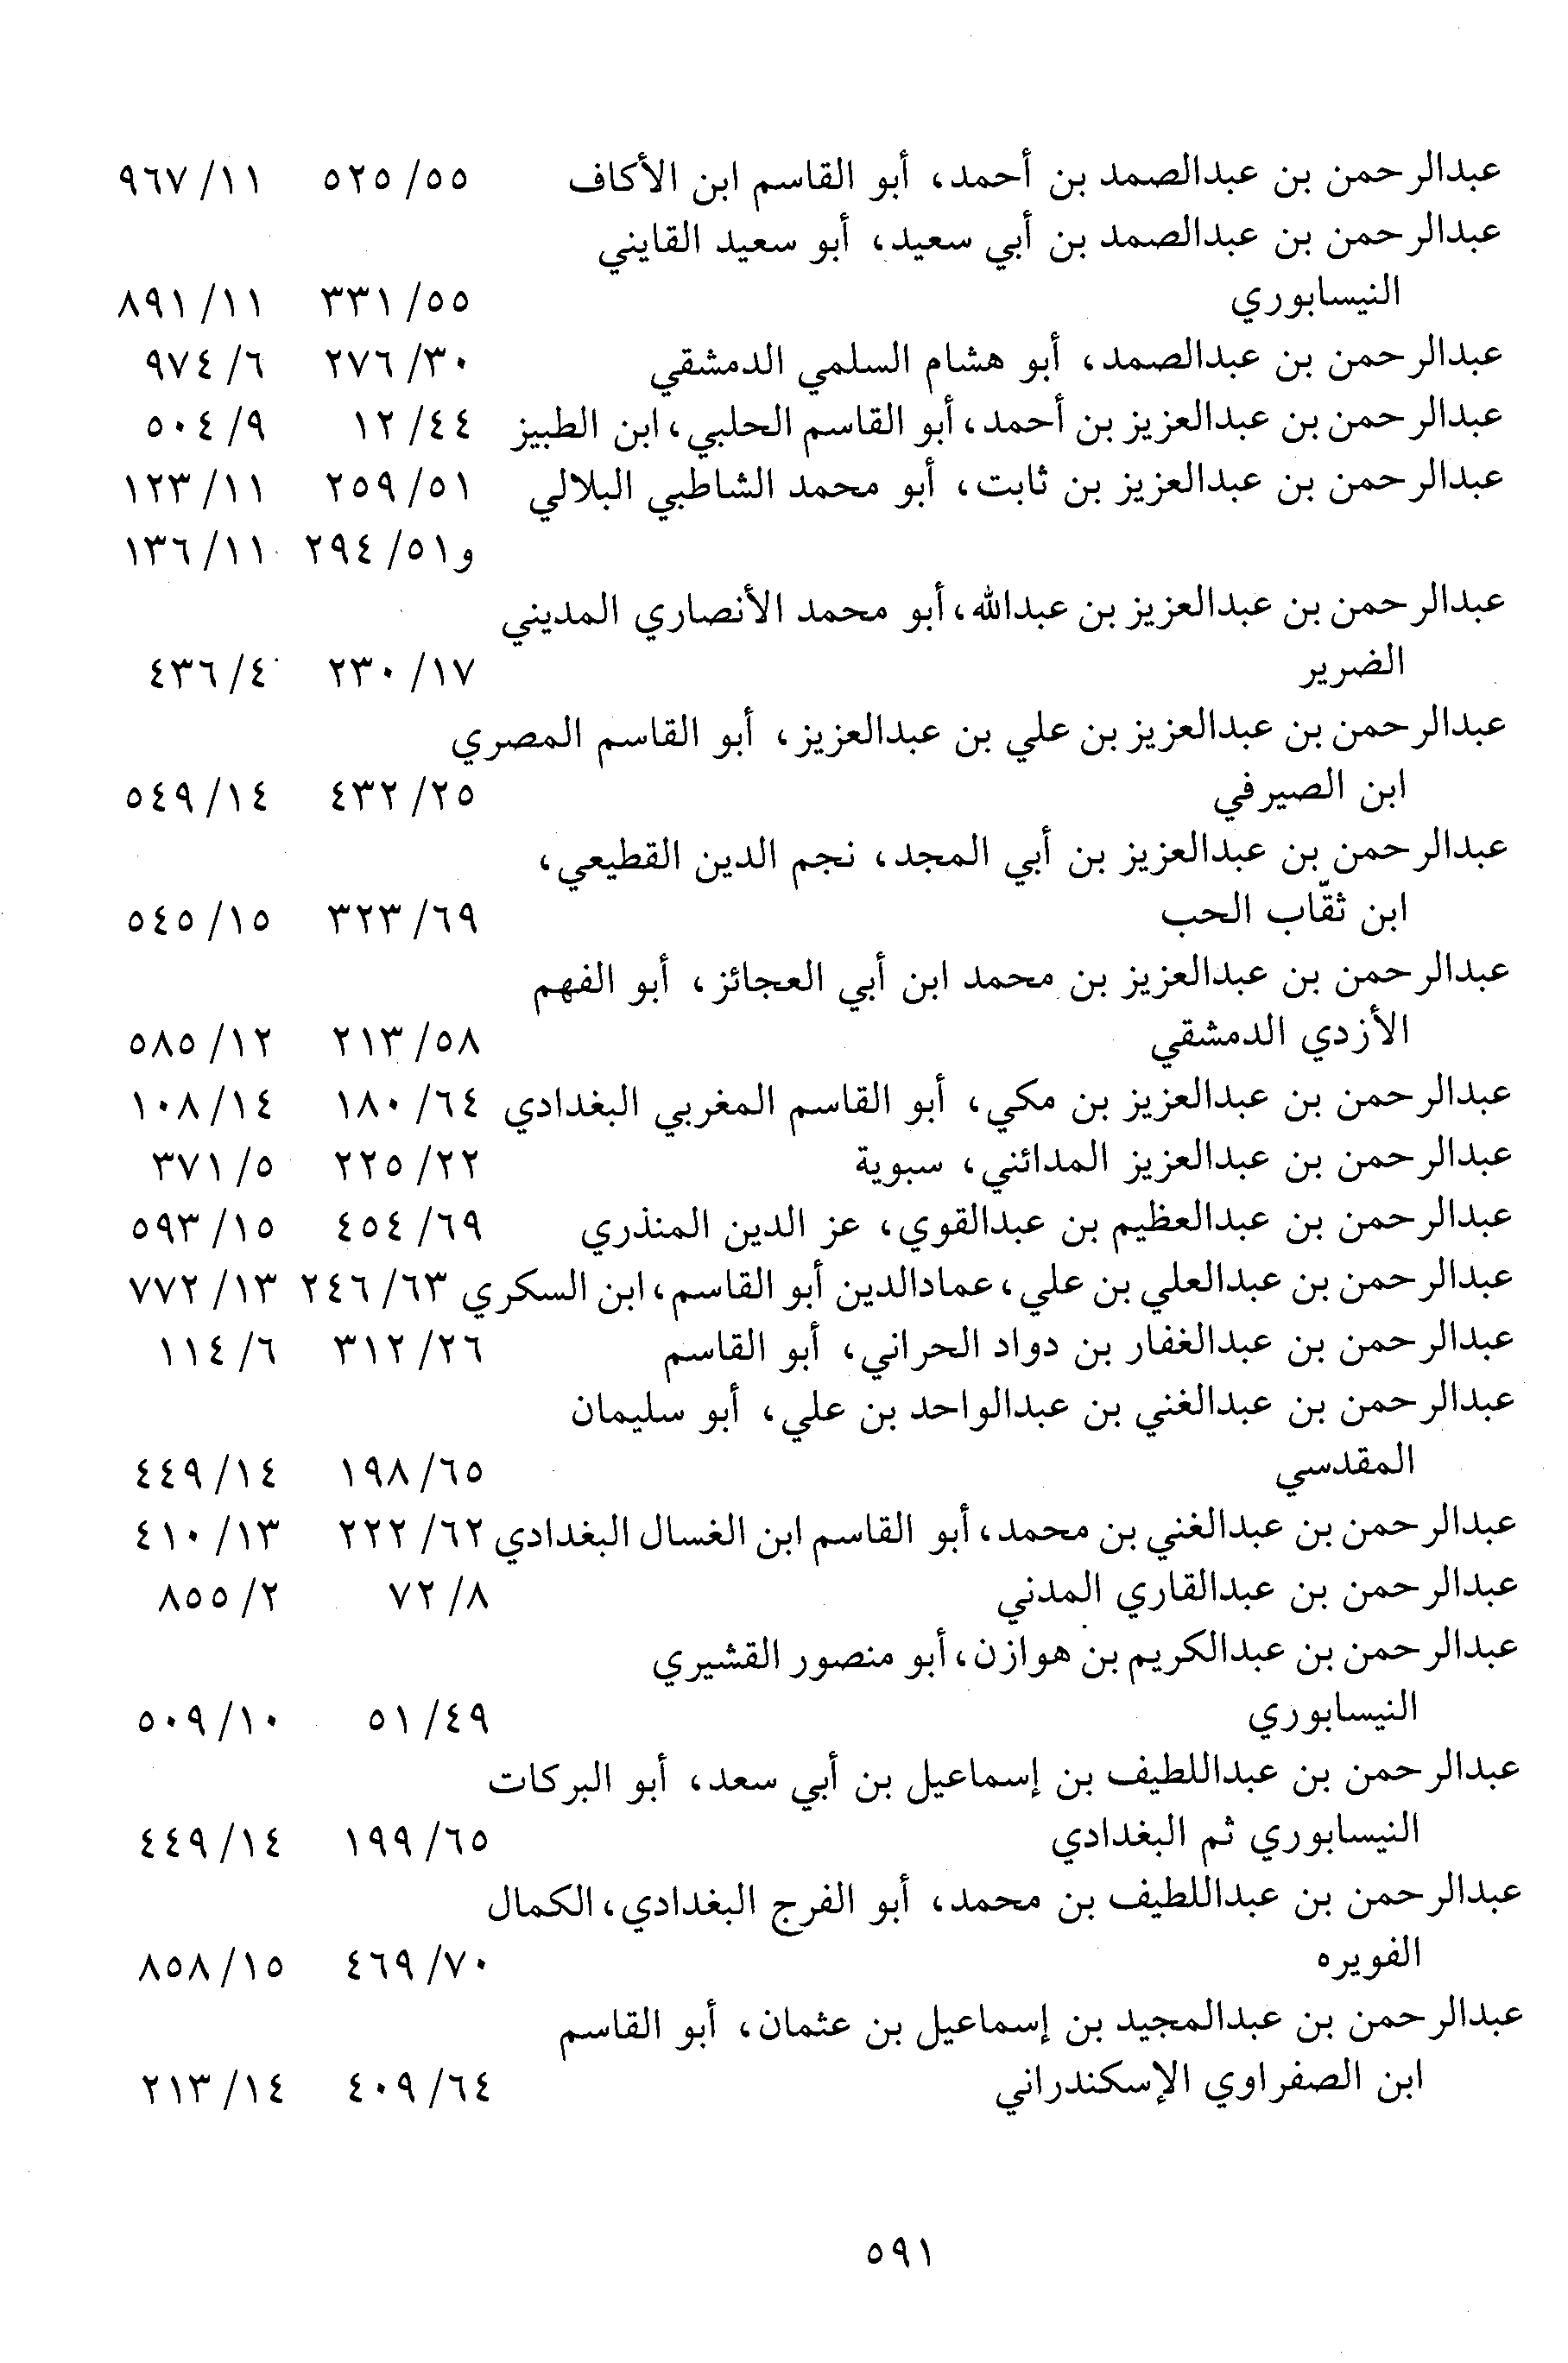 عبدالرحمن بن عبدالصمد بن أحمد، أبو القاسم ابن الأكاف ٥٥/ ٥٢٥ ١١/ ٩٦٧
عبدالرحمن بن عبدالصمد بن أبي سعيد، أبو سعيد القايني
النيسابوري ٥٥/ ٣٣١ ١١/ ٨٩١
عبدالرحمن بن عبدالصمد، أبو هشام السلمي الدمشقي ٣٠/ ٢٧٦ ٦/ ٩٧٤
عبدالرحمن بن عبدالعزيز بن أحمد، أبو القاسم الحلبي، ابن الطبيز ٤٤/ ١٢ ٩/ ٥٠٤
عبدالرحمن بن عبدالعزيز بن ثابت، أبو محمد الشاطبي البلالي ٥١/ ٢٥٩ ١١/ ١٢٣
و٥١/ ٢٩٤ ١١/ ١٣٦
عبدالرحمن بن عبدالعزيز بن عبدالله، أبو محمد الأنصاري المديني
الضرير ١٧/ ٢٣٠ ٤/ ٤٣٦
عبدالرحمن بن عبدالعزيز بن علي بن عبدالعزيز، أبو القاسم المصري
ابن الصيرفي ٢٥/ ٤٣٢ ١٤/ ٥٤٩
عبدالرحمن بن عبدالعزيز بن أبي المجد، نجم الدين القطيعي،
ابن ثقّاب الحب ٦٩/ ٣٢٣ ١٥/ ٥٤٥
عبدالرحمن بن عبدالعزيز بن محمد ابن أبي العجائز، أبو الفهم
الأزدي الدمشقي ٥٨/ ٢١٣ ١٢/ ٥٨٥
عبدالرحمن بن عبدالعزيز بن مكي، أبو القاسم المغربي البغدادي ٦٤/ ١٨٠ ١٤/ ١٠٨
عبدالرحمن بن عبدالعزيز المدائني، سبوية ٢٢/ ٢٢٥ ٥/ ٣٧١
عبدالرحمن بن عبدالعظيم بن عبدالقوي، عز الدين المنذري ٦٩/ ٤٥٤ ١٥/ ٥٩٣
عبدالرحمن بن عبدالعلي بن علي، عمادالدين أبو القاسم، ابن السكري ٦٣/ ٢٤٦ ١٣/ ٧٧٢
عبدالرحمن بن عبدالغفار بن دواد الحراني، أبو القاسم ٢٦/ ٣١٢ ٦/ ١١٤
عبدالرحمن بن عبدالغني بن عبدالواحد بن علي، أبو سليمان
المقدسي ٦٥/ ١٩٨ ١٤/ ٤٤٩
عبدالرحمن بن عبدالغني بن محمد، أبو القاسم ابن الغسال البغدادي ٦٢/ ٢٢٢ ١٣/ ٤١٠
عبدالرحمن بن عبدالقاري المدني ٨/ ٧٢ ٢/ ٨٥٥
عبدالرحمن بن عبدالكريم بن هوازن، أبو منصور القشيري
النيسابوري ٤٩/ ٥١ ١٠/ ٥٠٩
عبدالرحمن بن عبداللطيف بن إسماعيل بن أبي سعد، أبو البركات
النيسابوري ثم البغدادي ٦٥/ ١٩٩ ١٤/ ٤٤٩
عبدالرحمن بن عبداللطيف بن محمد، أبو الفرج البغدادي، الكمال
الفويره ٧٠/ ٤٦٩ ١٥/ ٨٥٨
عبدالرحمن بن عبدالمجيد بن إسماعيل بن عثمان، أبو القاسم
ابن الصفراوي الإسكندراني ٦٤/ ٤٠٩ ١٤/ ٢١٣
٥٩١